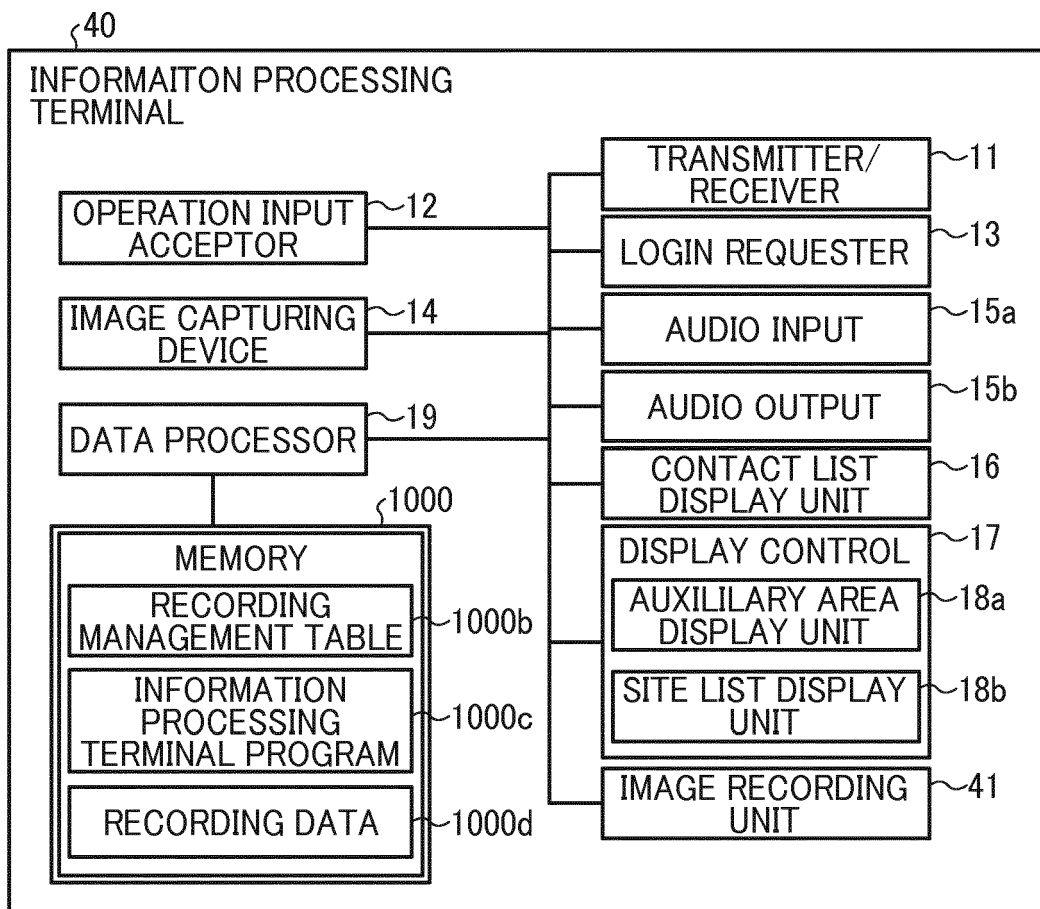 40
INFORMAITON PROCESSING
TERMINAL
OPERATION INPUT
ACCEPTOR
12
IMAGE CAPTURING
DEVICE
14
DATA PROCESSOR
19
1000
MEMORY
RECORDING
MANAGEMENT TABLE
1000b
INFORMATION
PROCESSING
TERMINAL PROGRAM
1000c
RECORDING DATA
1000d
TRANSMITTER/
RECEIVER
11
LOGIN REQUESTER
13
AUDIO INPUT
15a
AUDIO OUTPUT
15b
CONTACT LIST
DISPLAY UNIT
16
DISPLAY CONTROL
17
AUXILILARY AREA
DISPLAY UNIT
18a
SITE LIST DISPLAY
UNIT
18b
IMAGE RECORDING
UNIT
41